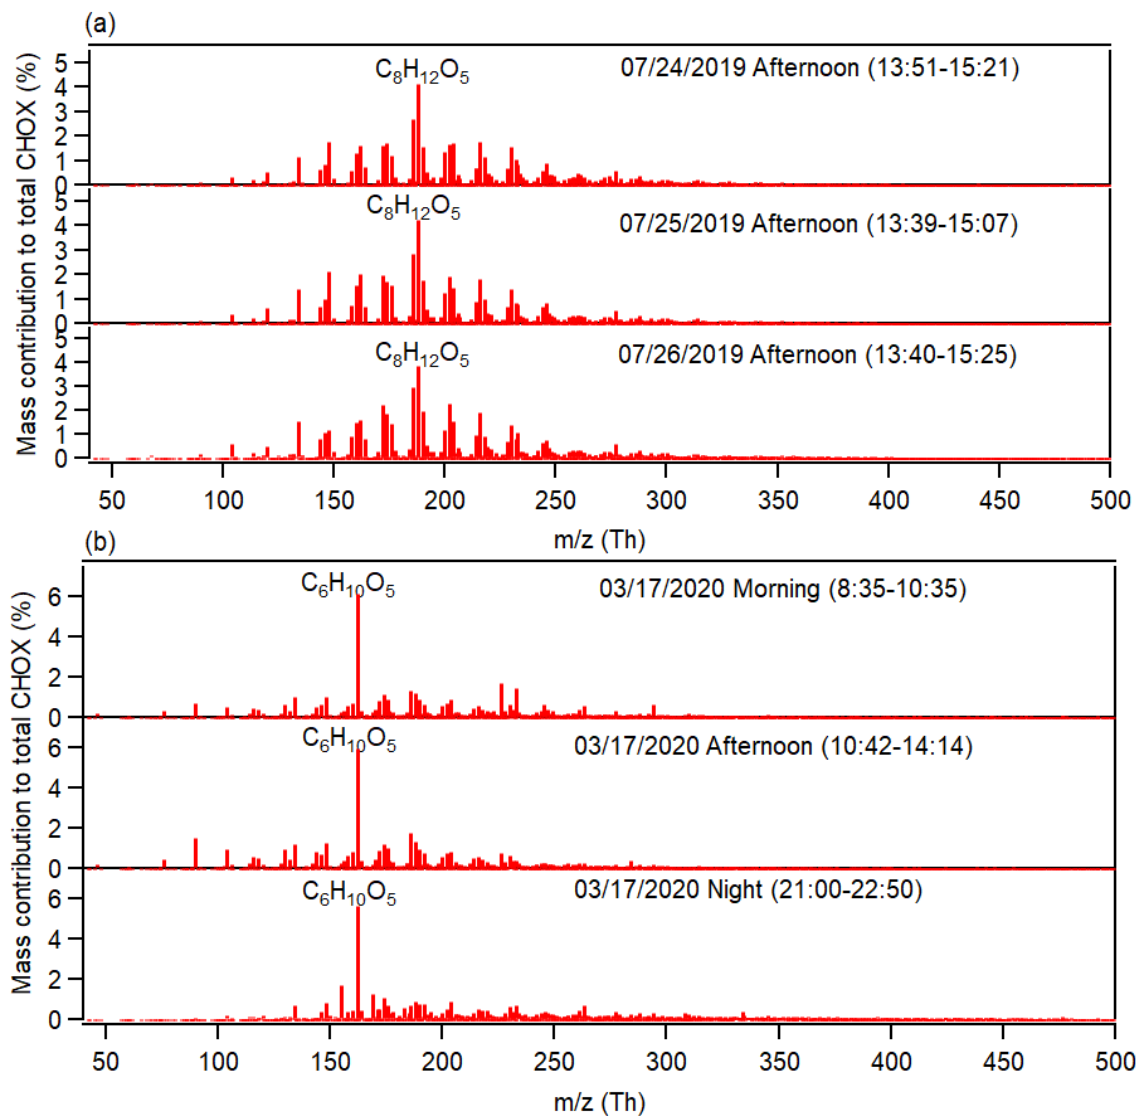 (a)
Mass contribution to total CHOX (%)
5
4
3
2
1
0
C₈H₁₂O₅
07/24/2019 Afternoon (13:51-15:21)
5
4
3
2
1
0
C₈H₁₂O₅
07/25/2019 Afternoon (13:39-15:07)
5
4
3
2
1
0
C₈H₁₂O₅
07/26/2019 Afternoon (13:40-15:25)
50 100 150 200 250 300 350 400 450 500
m/z (Th)
(b)
Mass contribution to total CHOX (%)
6
4
2
0
C₆H₁₀O₅
03/17/2020 Morning (8:35-10:35)
6
4
2
0
C₆H₁₀O₅
03/17/2020 Afternoon (10:42-14:14)
6
4
2
0
C₆H₁₀O₅
03/17/2020 Night (21:00-22:50)
50 100 150 200 250 300 350 400 450 500
m/z (Th)